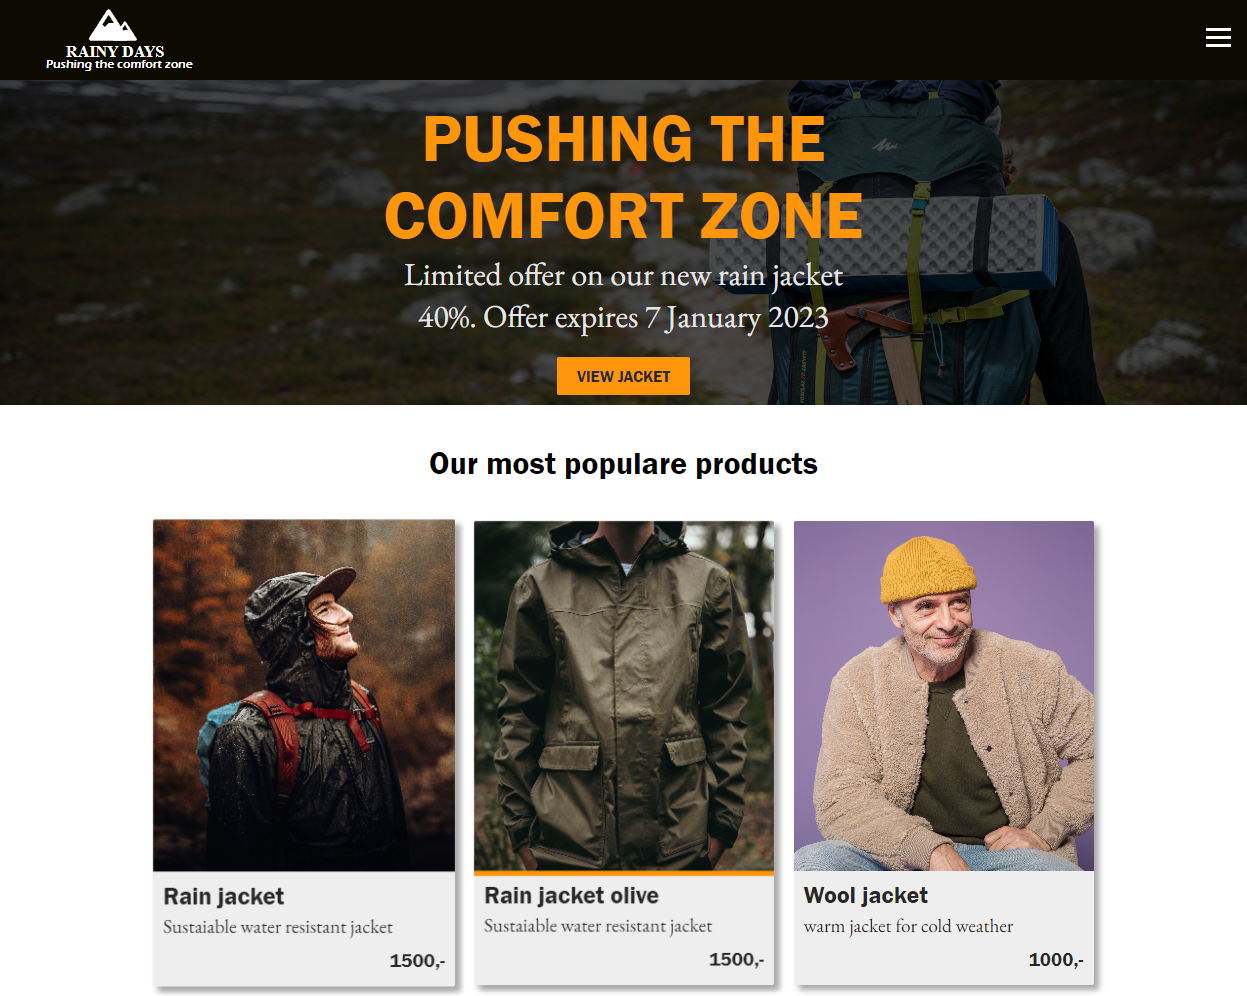 RAINY DAYS
Pushing the comfort zone
PUSHING THE
COMFORT ZONE
Limited offer on our new rain jacket
40%. Offer expires 7 January 2023
VIEW JACKET
Our most populare products
Rain jacket
Sustaiable water resistant jacket
1500,-
Rain jacket olive
Sustaiable water resistant jacket
1500,-
Wool jacket
warm jacket for cold weather
1000,-